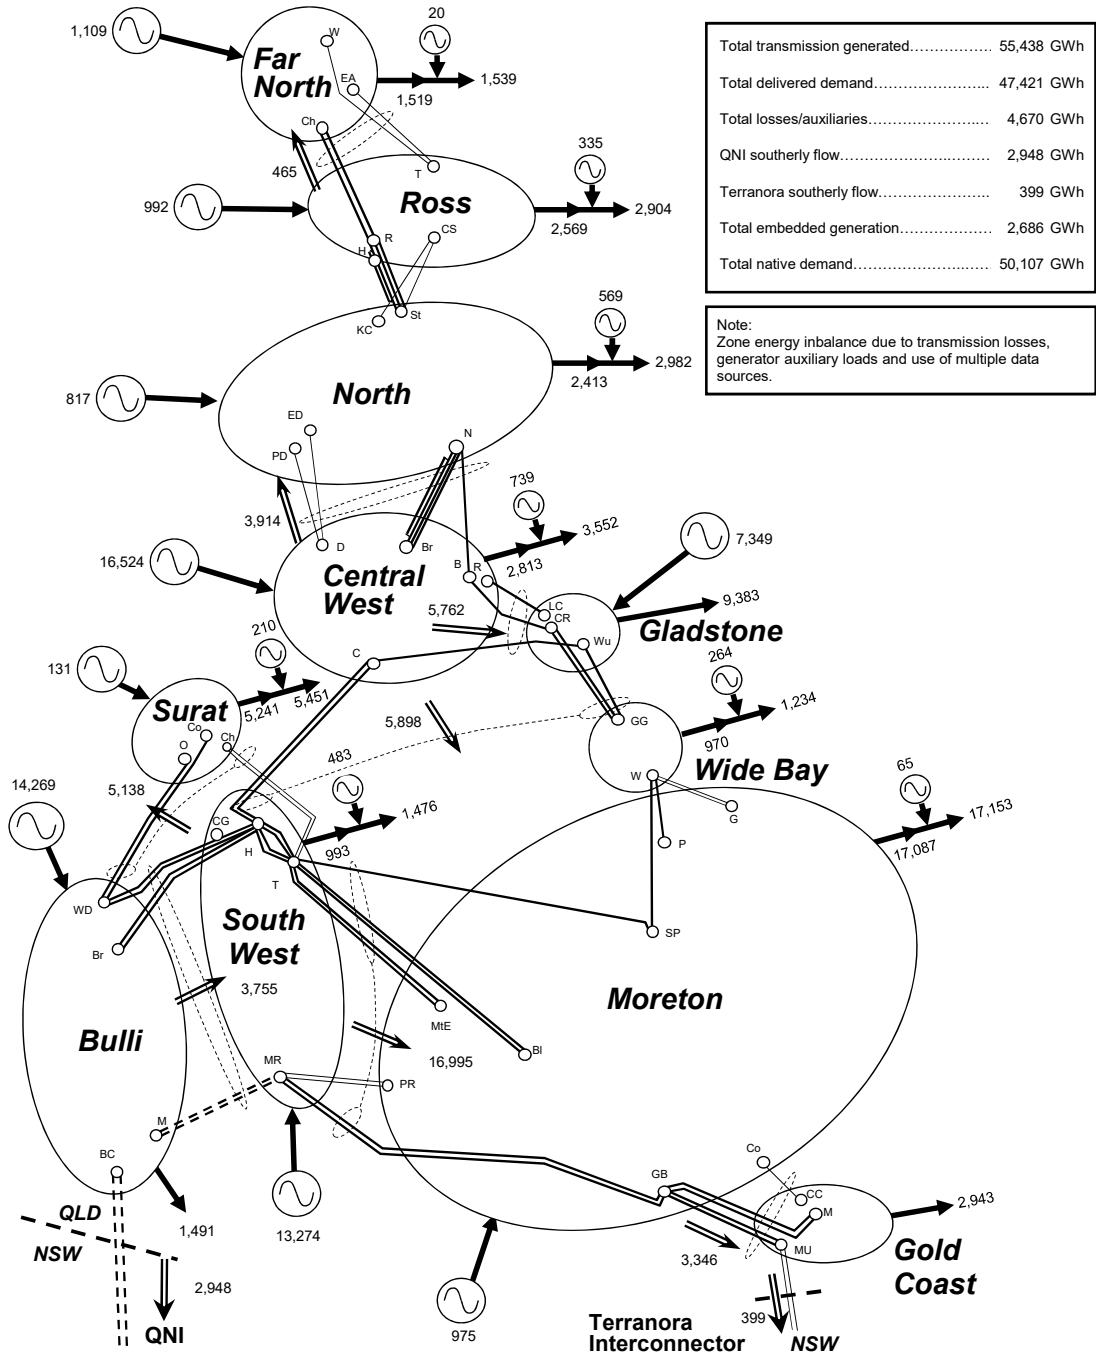 20
1,109
W
Far
North
EA
1,519
1,539
Ch
465
T
335
992
Ross
2,569
2,904
R
CS
H
St
KC
569
North
2,413
2,982
817
ED
PD
N
3,914
739
3,552
2,813
16,524
D
Br
B
R
Central
West
5,762
7,349
9,383
LC
CR
Gladstone
Wu
C
210
131
5,241
5,451
Surat
Co
O
Ch
5,898
264
1,234
970
GG
Wide Bay
W
G
P
483
1,476
993
5,138
14,269
65
17,153
17,087
CG
H
T
WD
Br
South
West
SP
3,755
Moreton
MtE
Bl
Bulli
16,995
MR
PR
M
BC
Co
GB
CC
M
MU
2,943
QLD
1,491
13,274
NSW
3,346
Gold
Coast
2,948
QNI
975
Terranora
Interconnector
399
NSW
Total transmission generated................. 55,438 GWh
Total delivered demand........................ 47,421 GWh
Total losses/auxiliaries........................ 4,670 GWh
QNI southerly flow............................. 2,948 GWh
Terranora southerly flow..................... 399 GWh
Total embedded generation................... 2,686 GWh
Total native demand........................... 50,107 GWh
Note:
Zone energy inbalance due to transmission losses,
generator auxiliary loads and use of multiple data
sources.